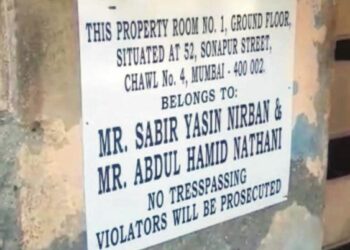 THIS PROPERTY ROOM NO. 1, GROUND FLOOR,
SITUATED AT 52, SONAPUR STREET,
CHAWL No. 4, MUMBAI - 400 002.
BELONGS TO:
MR. SABIR YASIN NIRBAN &
MR. ABDUL HAMID NATHANI
NO TRESSPASSING
VIOLATORS WILL BE PROSECUTED